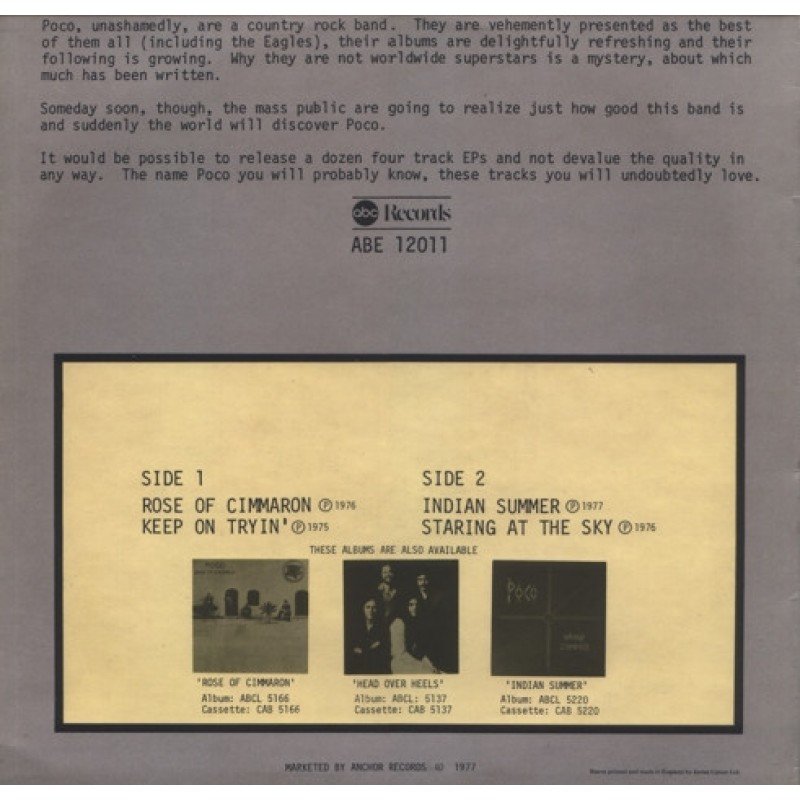 Poco, unashamedly, are a country rock band. They are vehemently presented as the best
of them all (including the Eagles), their albums are delightfully refreshing and their
following is growing. Why they are not worldwide superstars is a mystery, about which
much has been written.
Someday soon, though, the mass public are going to realize just how good this band is
and suddenly the world will discover Poco.
It would be possible to release a dozen four track EPs and not devalue the quality in
any way. The name Poco you will probably know, these tracks you will undoubtedly love.
abc Records
ABE 12011
SIDE 1
ROSE OF CIMMARON Ⓟ 1976
KEEP ON TRYIN' Ⓟ 1975
SIDE 2
INDIAN SUMMER Ⓟ 1977
STARING AT THE SKY Ⓟ 1976
THESE ALBUMS ARE ALSO AVAILABLE
POCO
Poco
'ROSE OF CIMMARON'
Album: ABCL 5166
Cassette: CAB 5166
'HEAD OVER HEELS'
Album: ABCL: 5137
Cassette: CAB 5137
'INDIAN SUMMER'
Album: ABCL 5220
Cassette: CAB 5220
MARKETED BY ANCHOR RECORDS © 1977